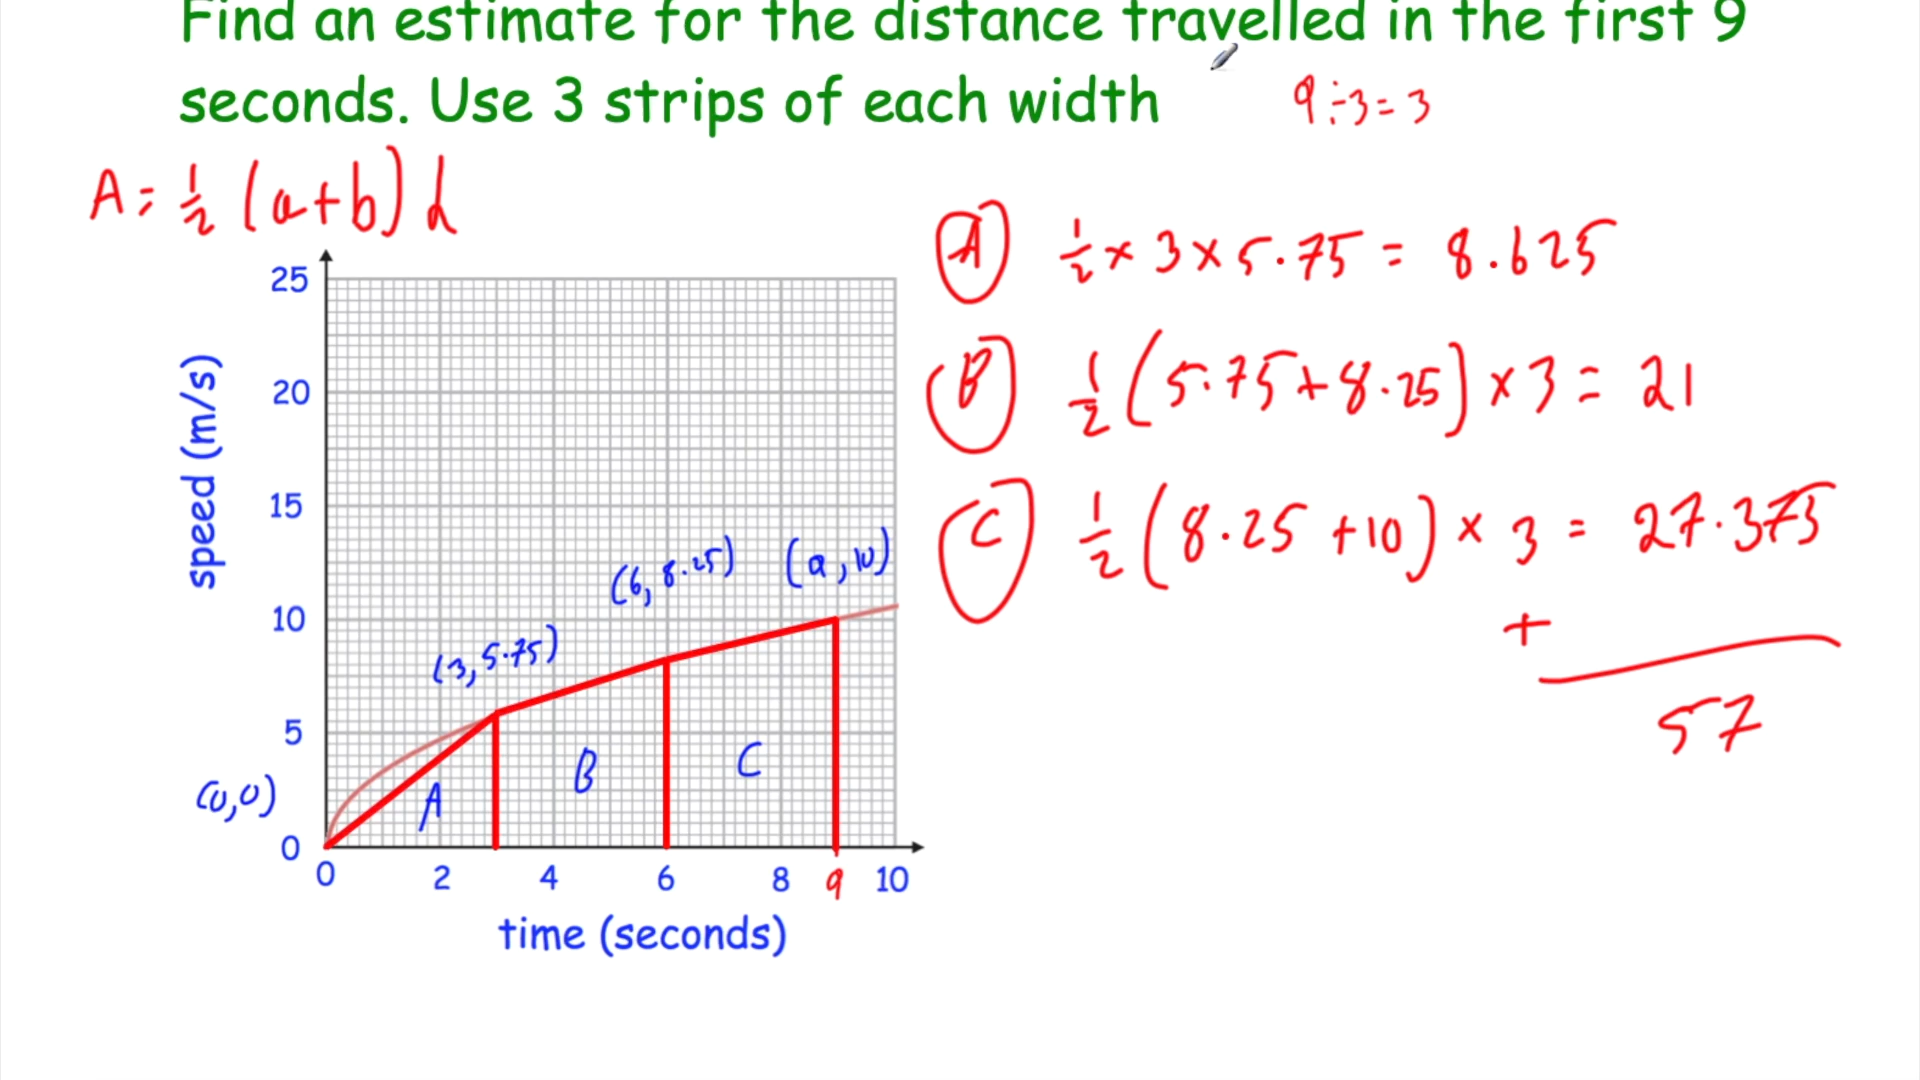 Find an estimate for the distance travelled in the first 9
seconds. Use 3 strips of each width
9÷3=3
A = ½ (a+b) h
A ½ × 3 × 5.75 = 8.625
B ½ (5.75 + 8.25) × 3 = 21
C ½ (8.25 + 10) × 3 = 27.375
+
57
25
20
15
10
5
0
speed (m/s)
(6, 8.25)
(9, 10)
(3, 5.75)
(0,0)
A
B
C
0 2 4 6 8 9 10
time (seconds)